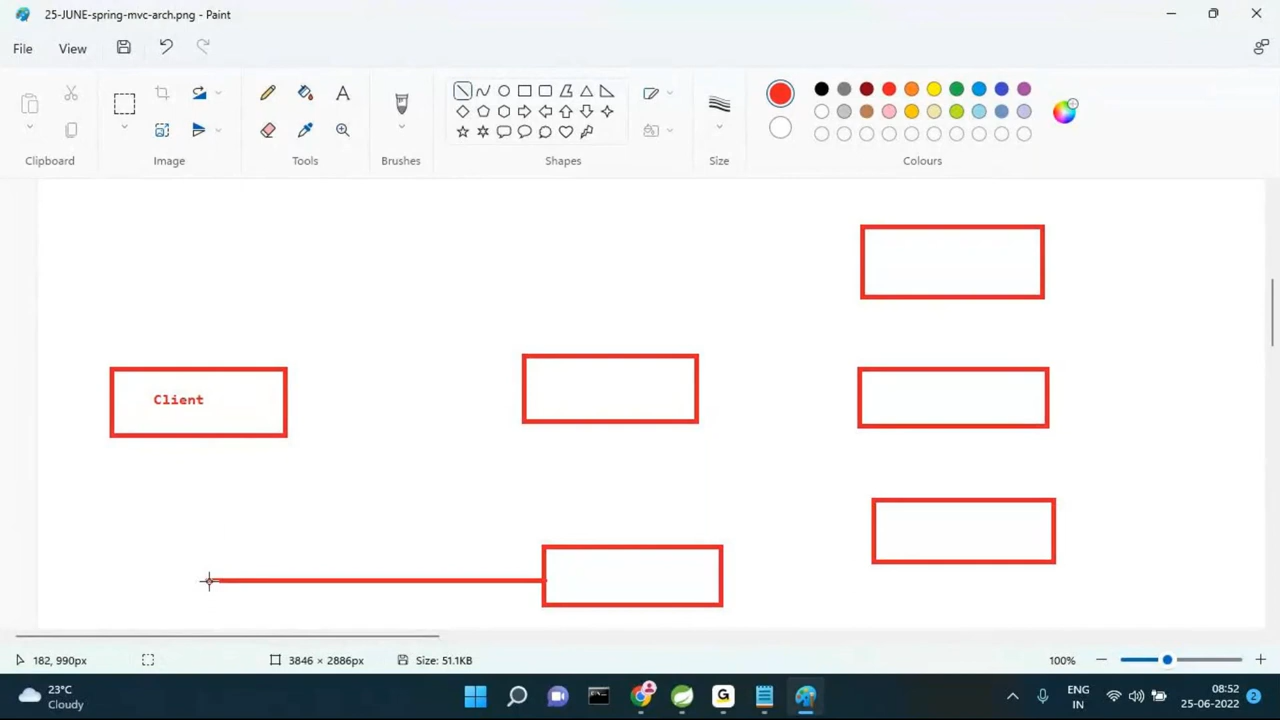 25-JUNE-spring-mvc-arch.png - Paint
File
View
Clipboard
Image
Tools
Brushes
Shapes
Size
Colours
Client
182, 990px
3846 × 2886px
Size: 51.1KB
100%
23°C
Cloudy
ENG
IN
08:52
25-06-2022
2